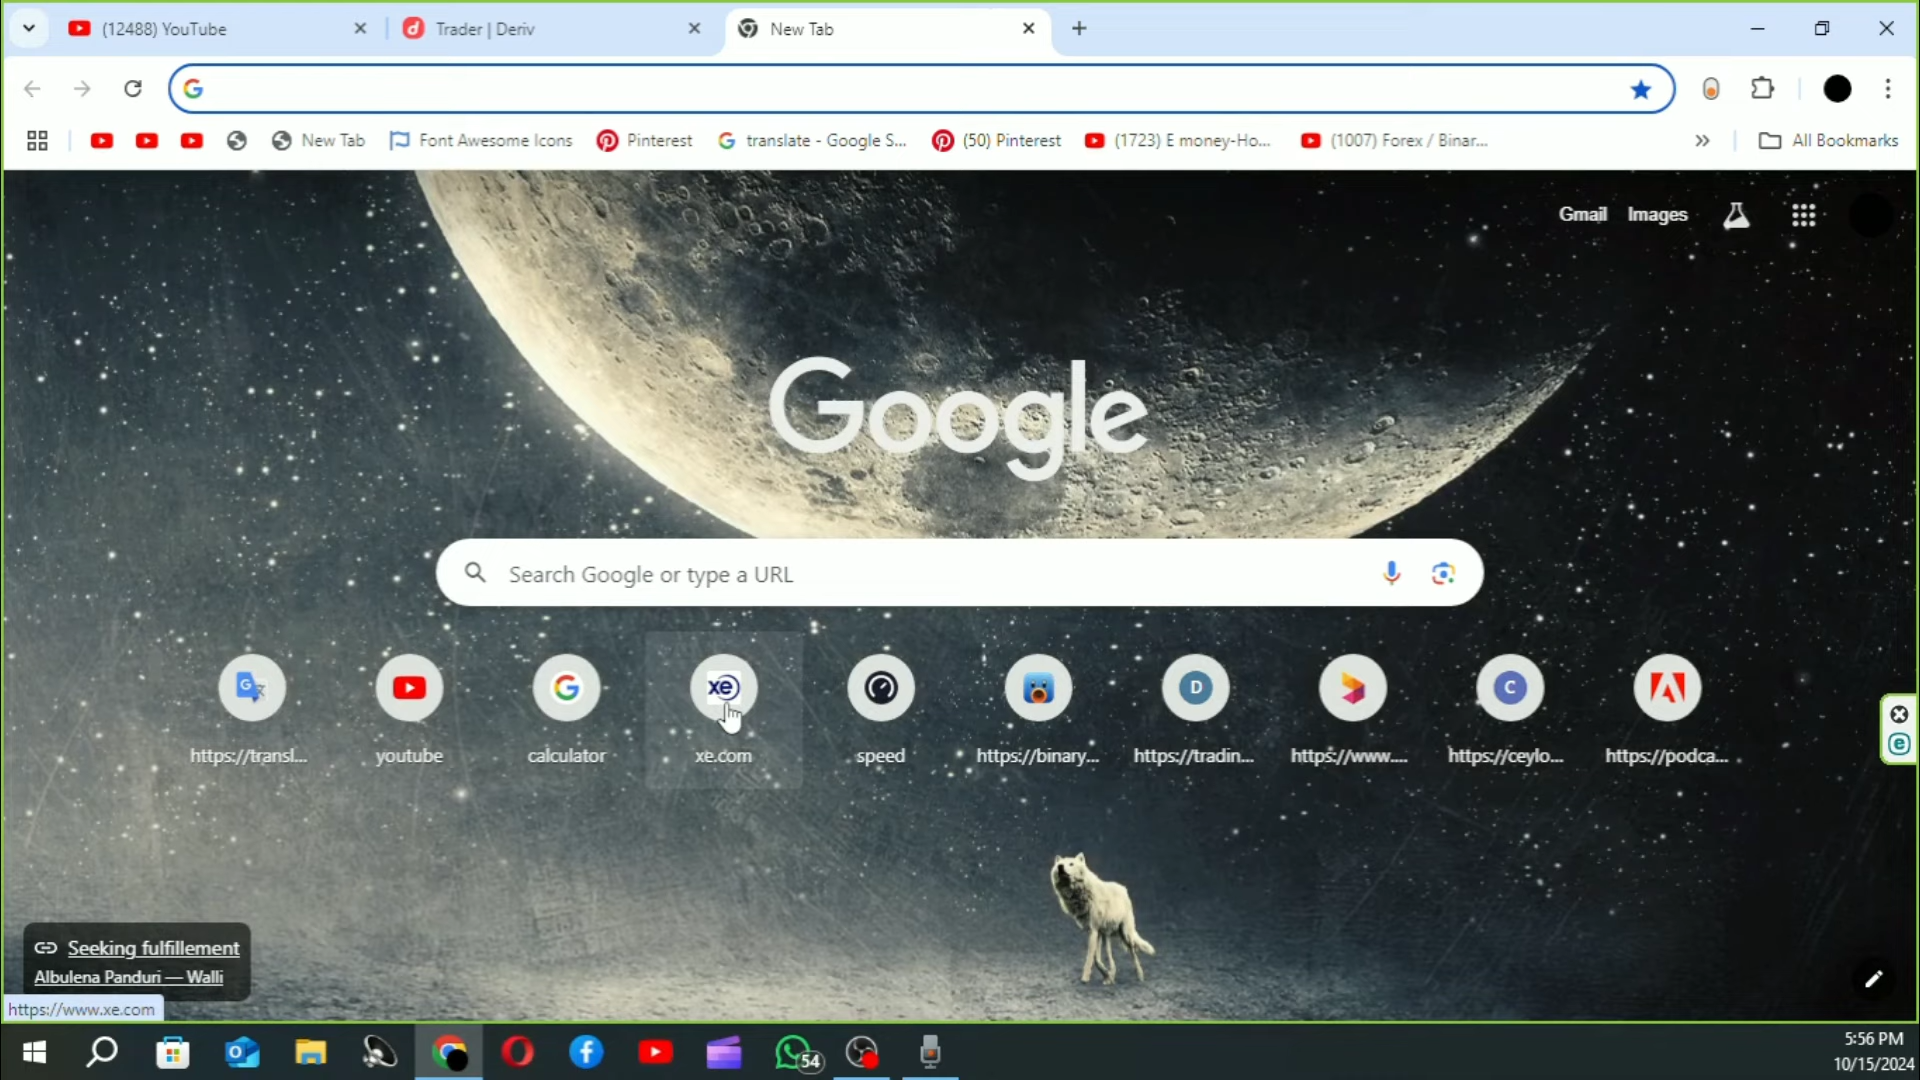 (12488) YouTube
Trader | Deriv
New Tab
New Tab
Font Awesome Icons
Pinterest
translate - Google S...
(50) Pinterest
(1723) E money-Ho...
(1007) Forex / Binar...
All Bookmarks
Gmail
Images
Google
Search Google or type a URL
xe
D
C
https://transl...
youtube
calculator
xe.com
speed
https://binary...
https://tradin...
https://www....
https://ceylo...
https://podca...
Seeking fulfillement
Albulena Panduri — Walli
https://www.xe.com
54
5:56 PM
10/15/2024